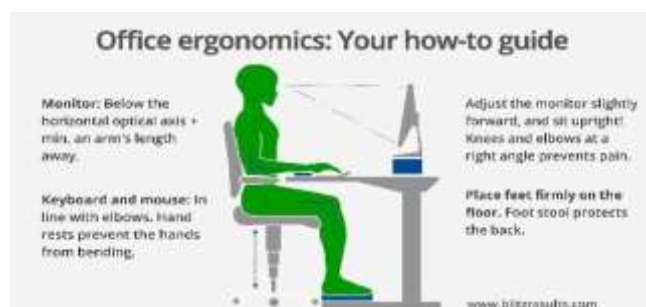 Office ergonomics: Your how-to guide
Monitor: Below the
horizontal optical axis +
min. an arm's length
away.
Keyboard and mouse: In
line with elbows. Hand
rests prevent the hands
from bending.
Adjust the monitor slightly
forward, and sit upright!
Knees and elbows at a
right angle prevents pain.
Place feet firmly on the
floor. Foot stool protects
the back.
www.blitzresults.com